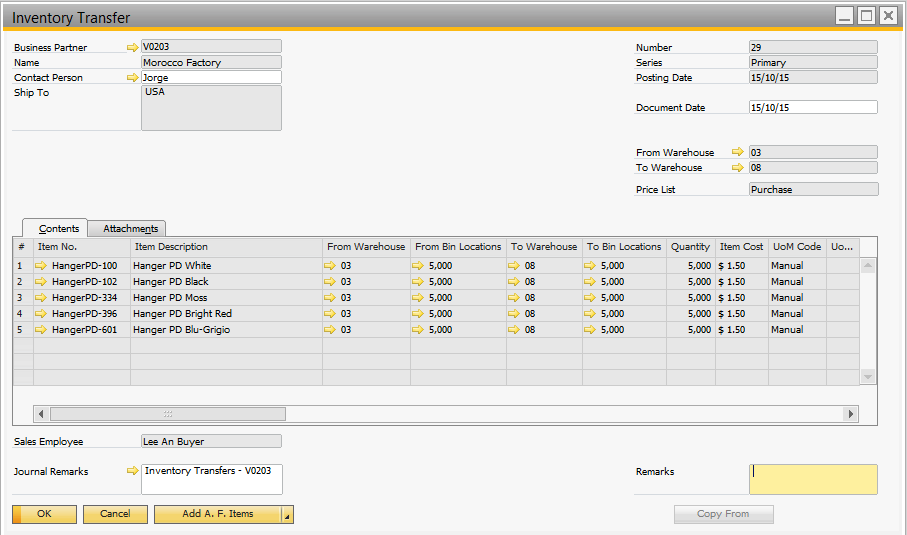 Inventory Transfer
Business Partner V0203
Name Morocco Factory
Contact Person Jorge
Ship To USA
Number 29
Series Primary
Posting Date 15/10/15
Document Date 15/10/15
From Warehouse 03
To Warehouse 08
Price List Purchase
Contents Attachments
# Item No. Item Description From Warehouse From Bin Locations To Warehouse To Bin Locations Quantity Item Cost UoM Code Uo...
1 HangerPD-100 Hanger PD White 03 5,000 08 5,000 5,000 $ 1.50 Manual
2 HangerPD-102 Hanger PD Black 03 5,000 08 5,000 5,000 $ 1.50 Manual
3 HangerPD-334 Hanger PD Moss 03 5,000 08 5,000 5,000 $ 1.50 Manual
4 HangerPD-396 Hanger PD Bright Red 03 5,000 08 5,000 5,000 $ 1.50 Manual
5 HangerPD-601 Hanger PD Blu-Grigio 03 5,000 08 5,000 5,000 $ 1.50 Manual
Sales Employee Lee An Buyer
Journal Remarks Inventory Transfers - V0203
Remarks
OK Cancel Add A. F. Items Copy From